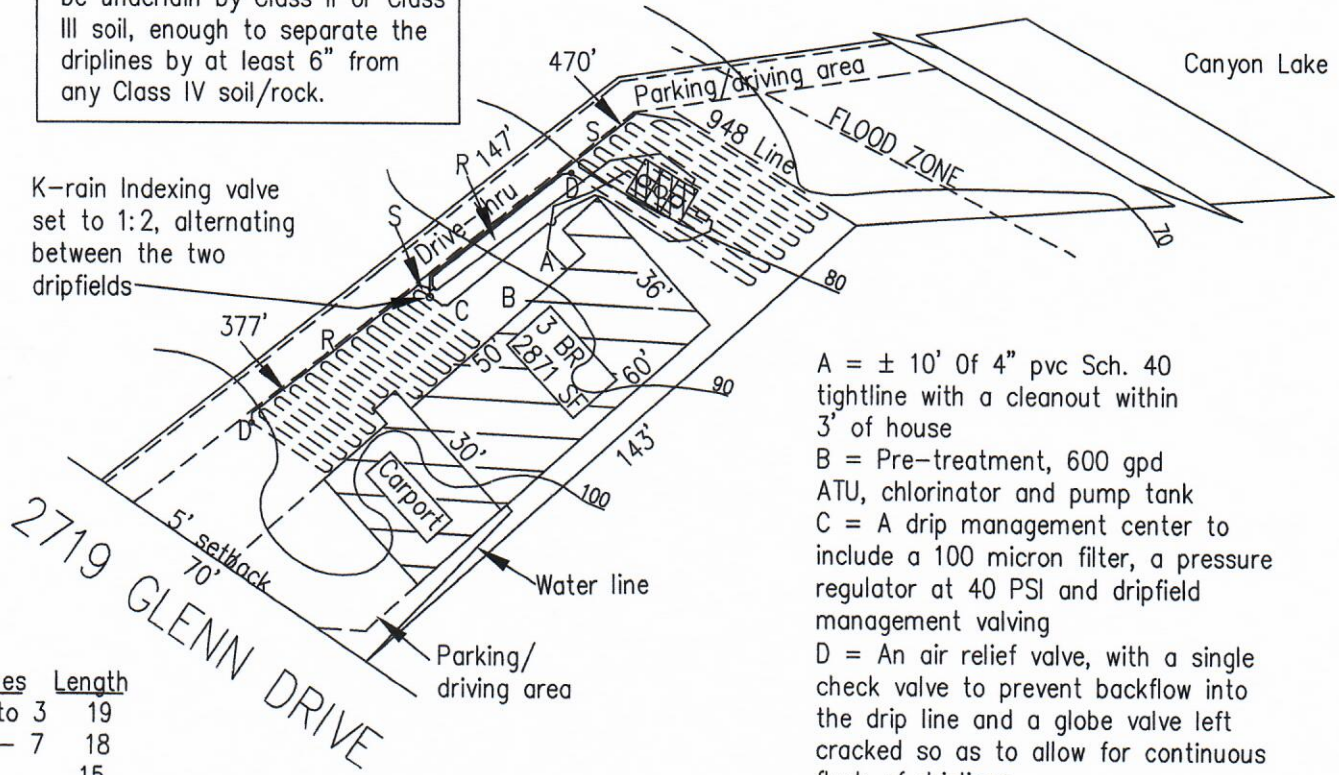 be underlain by Class II or Class
III soil, enough to separate the
driplines by at least 6" from
any Class IV soil/rock.
470'
Parking/driving area
Canyon Lake
948 Line
FLOOD ZONE
70
K-rain Indexing valve
set to 1:2, alternating
between the two
dripfields
S
R 147'
Drive thru
S
D
80
A
36'
B
C
377'
R
50'
3 BR
2871 SF
60'
90
D
143'
30'
100
Carport
A = ± 10' Of 4" pvc Sch. 40
tightline with a cleanout within
3' of house
B = Pre-treatment, 600 gpd
ATU, chlorinator and pump tank
C = A drip management center to
include a 100 micron filter, a pressure
regulator at 40 PSI and dripfield
management valving
D = An air relief valve, with a single
check valve to prevent backflow into
the drip line and a globe valve left
cracked so as to allow for continuous
5' setback
70'
2719 GLENN DRIVE
Water line
Parking/
driving area
Length
to 3 19
- 7 18